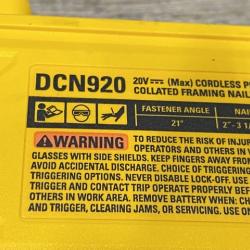 DCN920 20V⎓ (Max) CORDLESS
COLLATED FRAMING NAIL
FASTENER ANGLE
21°
2"-3
WARNING TO REDUCE THE RISK OF INJUR
OPERATORS AND OTHERS IN
GLASSES WITH SIDE SHIELDS. KEEP FINGERS AWAY FROM
AVOID ACCIDENTAL DISCHARGE. CHOICE OF TRIGGERING
TRIGGERING OPTIONS. NEVER DISABLE LOCK-OFF, USE
TRIGGER AND CONTACT TRIP OPERATE PROPERLY BEF
OTHERS IN WORK AREA. REMOVE BATTERY WHEN: CH
AND TRIGGER, CLEARING JAMS, OR SERVICING. USE